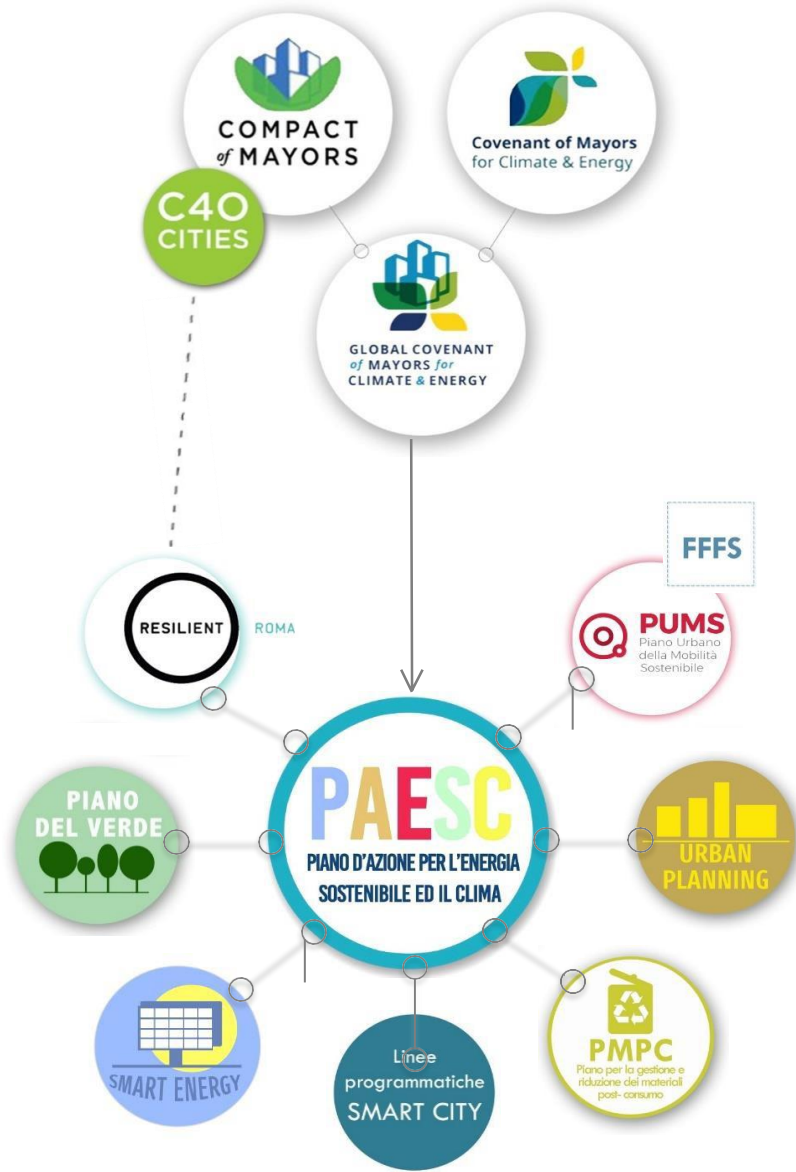 COMPACT
of MAYORS
Covenant of Mayors
for Climate & Energy
C40
CITIES
GLOBAL COVENANT
of MAYORS for
CLIMATE & ENERGY
FFFS
RESILIENT
ROMA
PUMS
Piano Urbano
della Mobilità
Sostenibile
PIANO
DEL VERDE
PAESC
PIANO D'AZIONE PER L'ENERGIA
SOSTENIBILE ED IL CLIMA
URBAN
PLANNING
SMART ENERGY
Linee
programmatiche
SMART CITY
PMPC
Piano per la gestione e
riduzione dei materiali
post- consumo